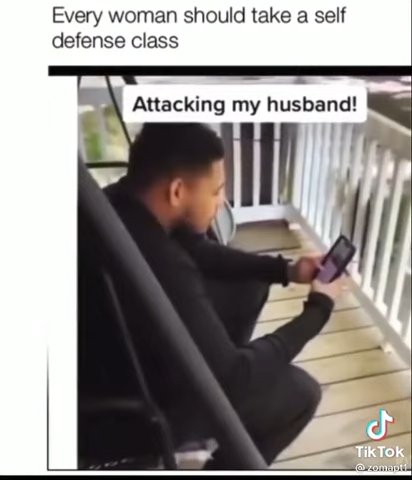 Every woman should take a self
defense class
Attacking my husband!
TikTok
@zomapt1